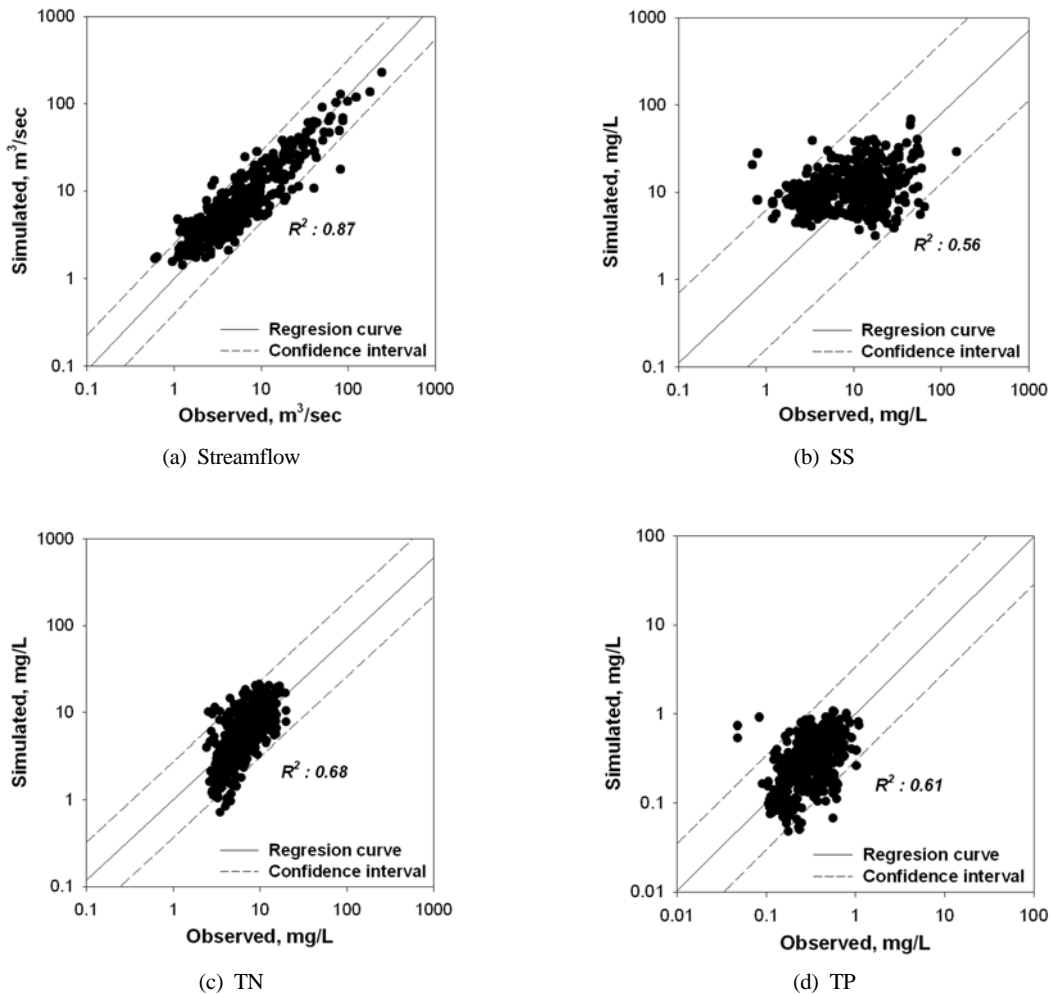 1000
100
10
1
0.1
Simulated, m³/sec
R² : 0.87
Regresion curve
Confidence interval
0.1 1 10 100 1000
Observed, m³/sec
(a) Streamflow
1000
100
10
1
0.1
Simulated, mg/L
R² : 0.56
Regresion curve
Confidence interval
0.1 1 10 100 1000
Observed, mg/L
(b) SS
1000
100
10
1
0.1
Simulated, mg/L
R² : 0.68
Regresion curve
Confidence interval
0.1 1 10 100 1000
Observed, mg/L
(c) TN
100
10
1
0.1
0.01
Simulated, mg/L
R² : 0.61
Regresion curve
Confidence interval
0.01 0.1 1 10 100
Observed, mg/L
(d) TP